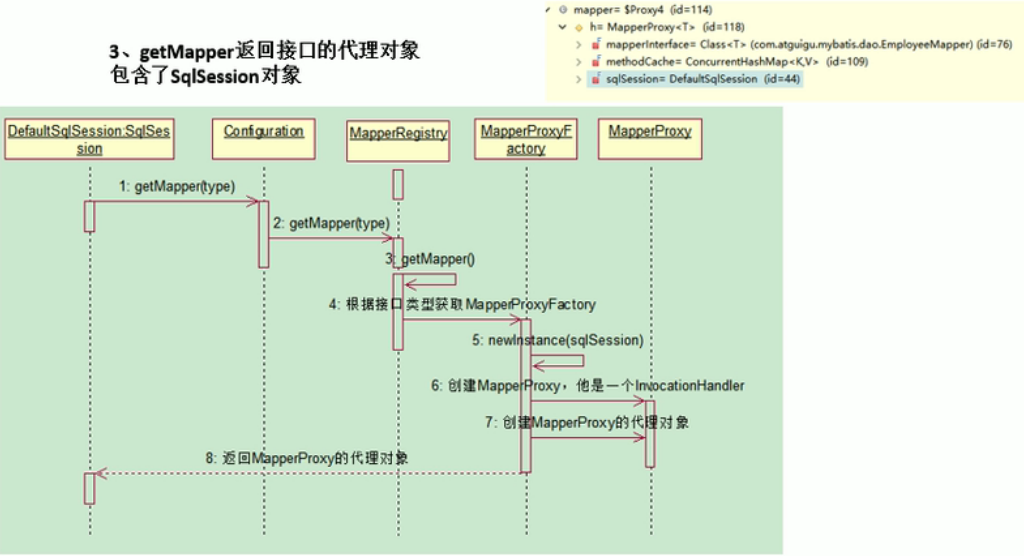 3、getMapper返回接口的代理对象
包含了SqlSession对象
mapper= $Proxy4 (id=114)
h= MapperProxy<T> (id=118)
mapperInterface= Class<T> (com.atguigu.mybatis.dao.EmployeeMapper) (id=76)
methodCache= ConcurrentHashMap<K,V> (id=109)
sqlSession= DefaultSqlSession (id=44)
DefaultSqlSession:SqlSes
sion
Configuration
MapperRegistry
MapperProxyF
actory
MapperProxy
1: getMapper(type)
2: getMapper(type)
3: getMapper()
4: 根据接口类型获取MapperProxyFactory
5: newInstance(sqlSession)
6: 创建MapperProxy，他是一个InvocationHandler
7: 创建MapperProxy的代理对象
8: 返回MapperProxy的代理对象